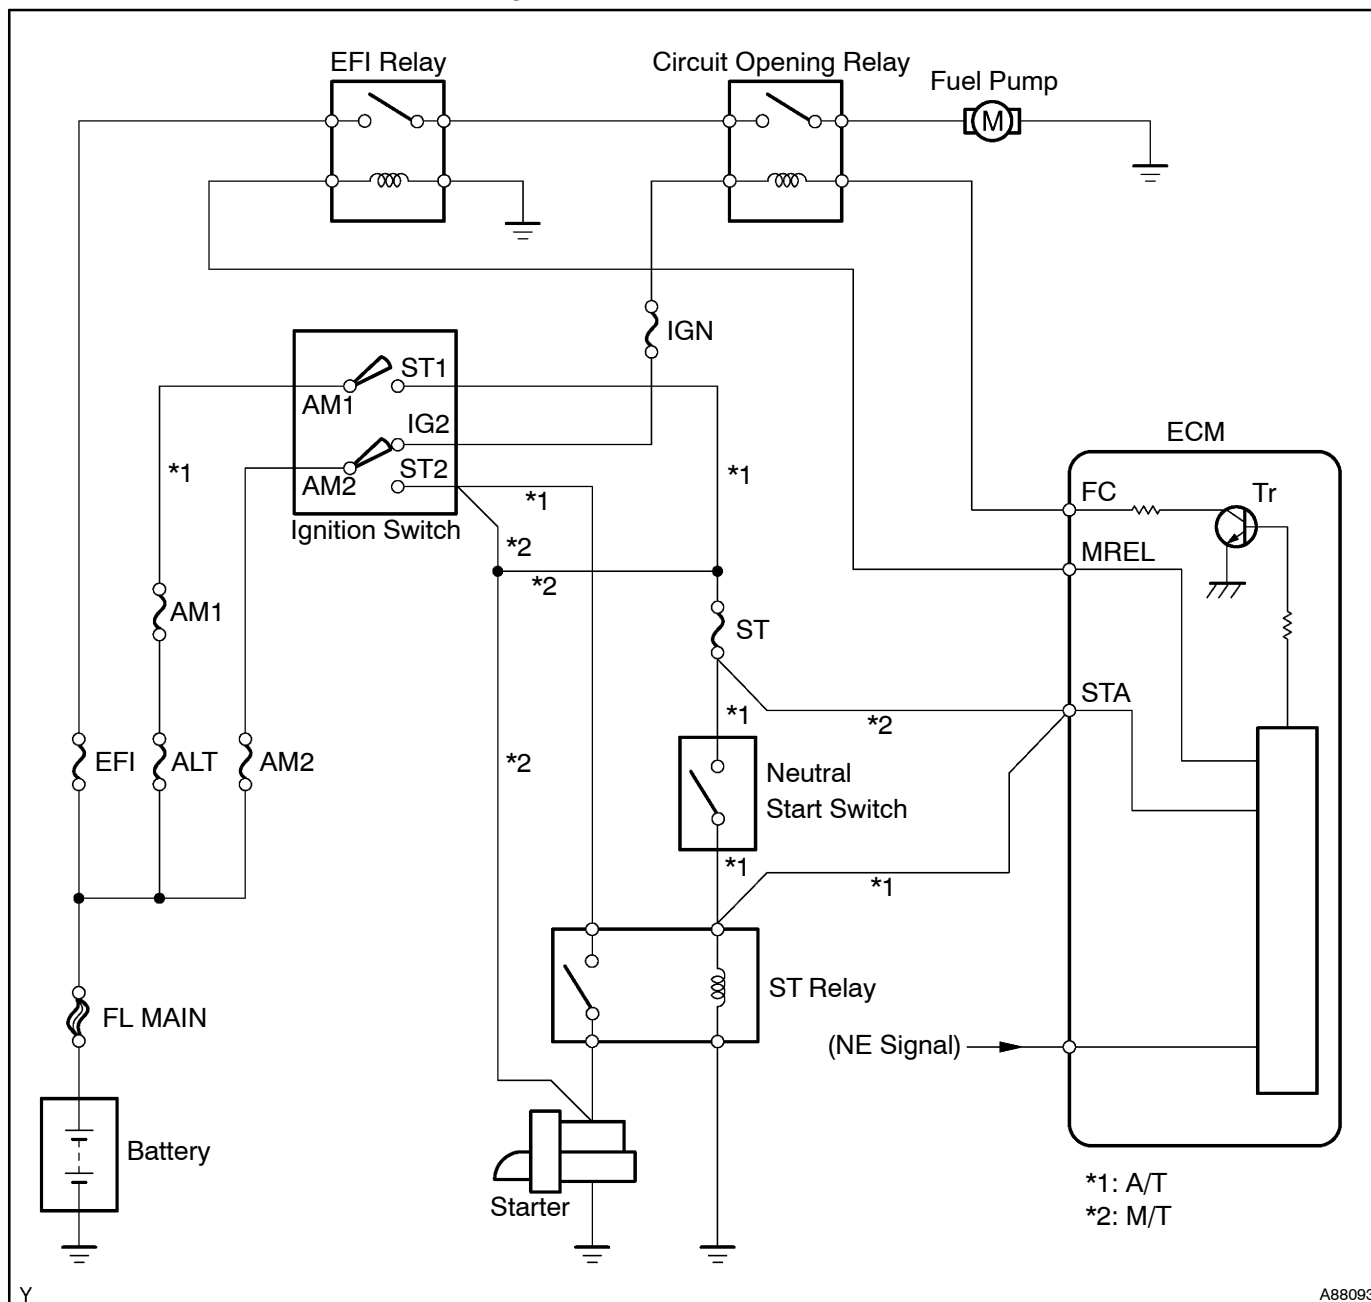 EFI Relay
Circuit Opening Relay
Fuel Pump
M
IGN
ST1
AM1
IG2
ST2
AM2
Ignition Switch
*1
*1
*1
*2
*2
ECM
FC
Tr
MREL
AM1
ST
STA
*1
*2
EFI
ALT
AM2
*2
Neutral
Start Switch
*1
*1
ST Relay
FL MAIN
(NE Signal)
Battery
Starter
*1: A/T
*2: M/T
Y
A88093